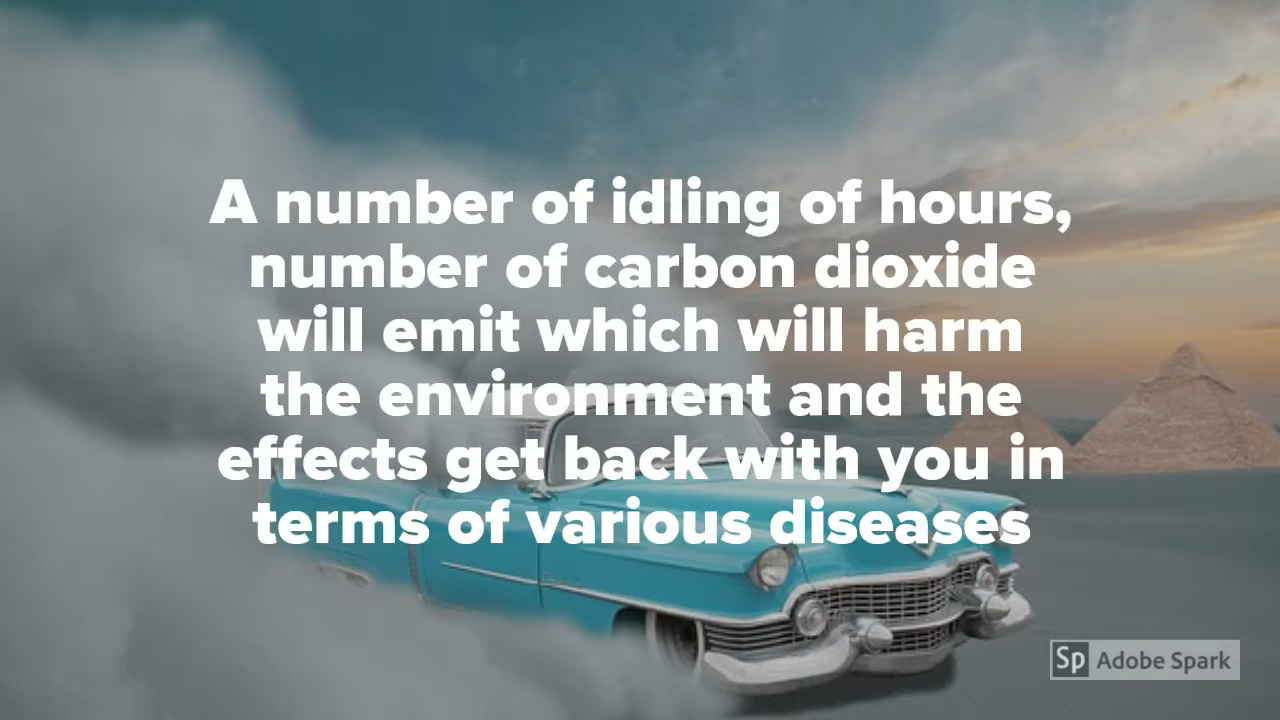 A number of idling of hours,
number of carbon dioxide
will emit which will harm
the environment and the
effects get back with you in
terms of various diseases
Sp Adobe Spark